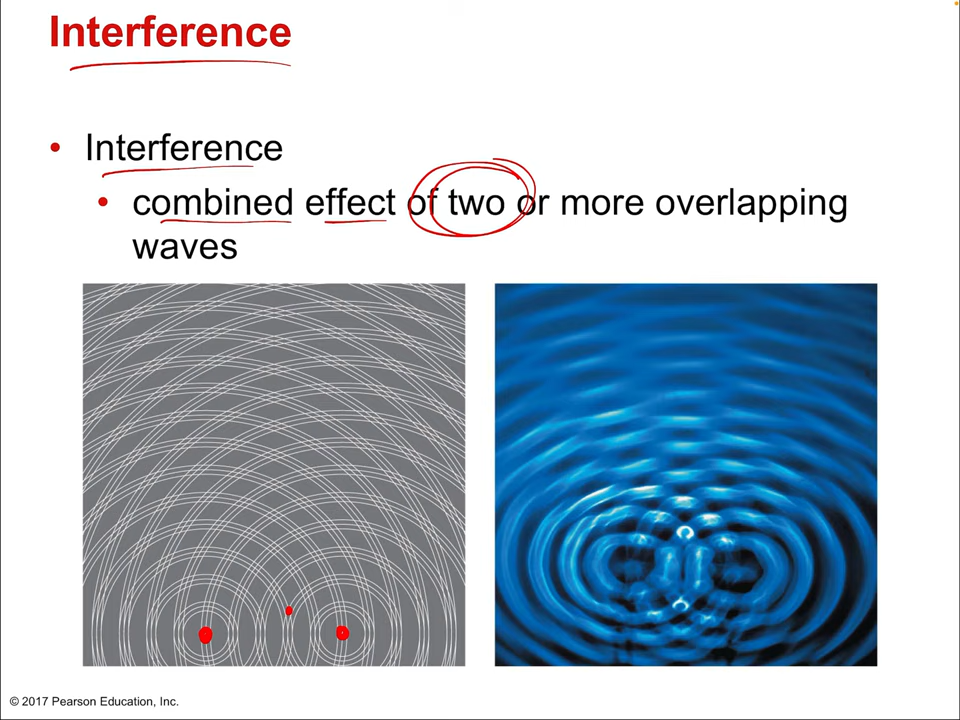 Interference
• Interference
• combined effect of two or more overlapping
waves
© 2017 Pearson Education, Inc.